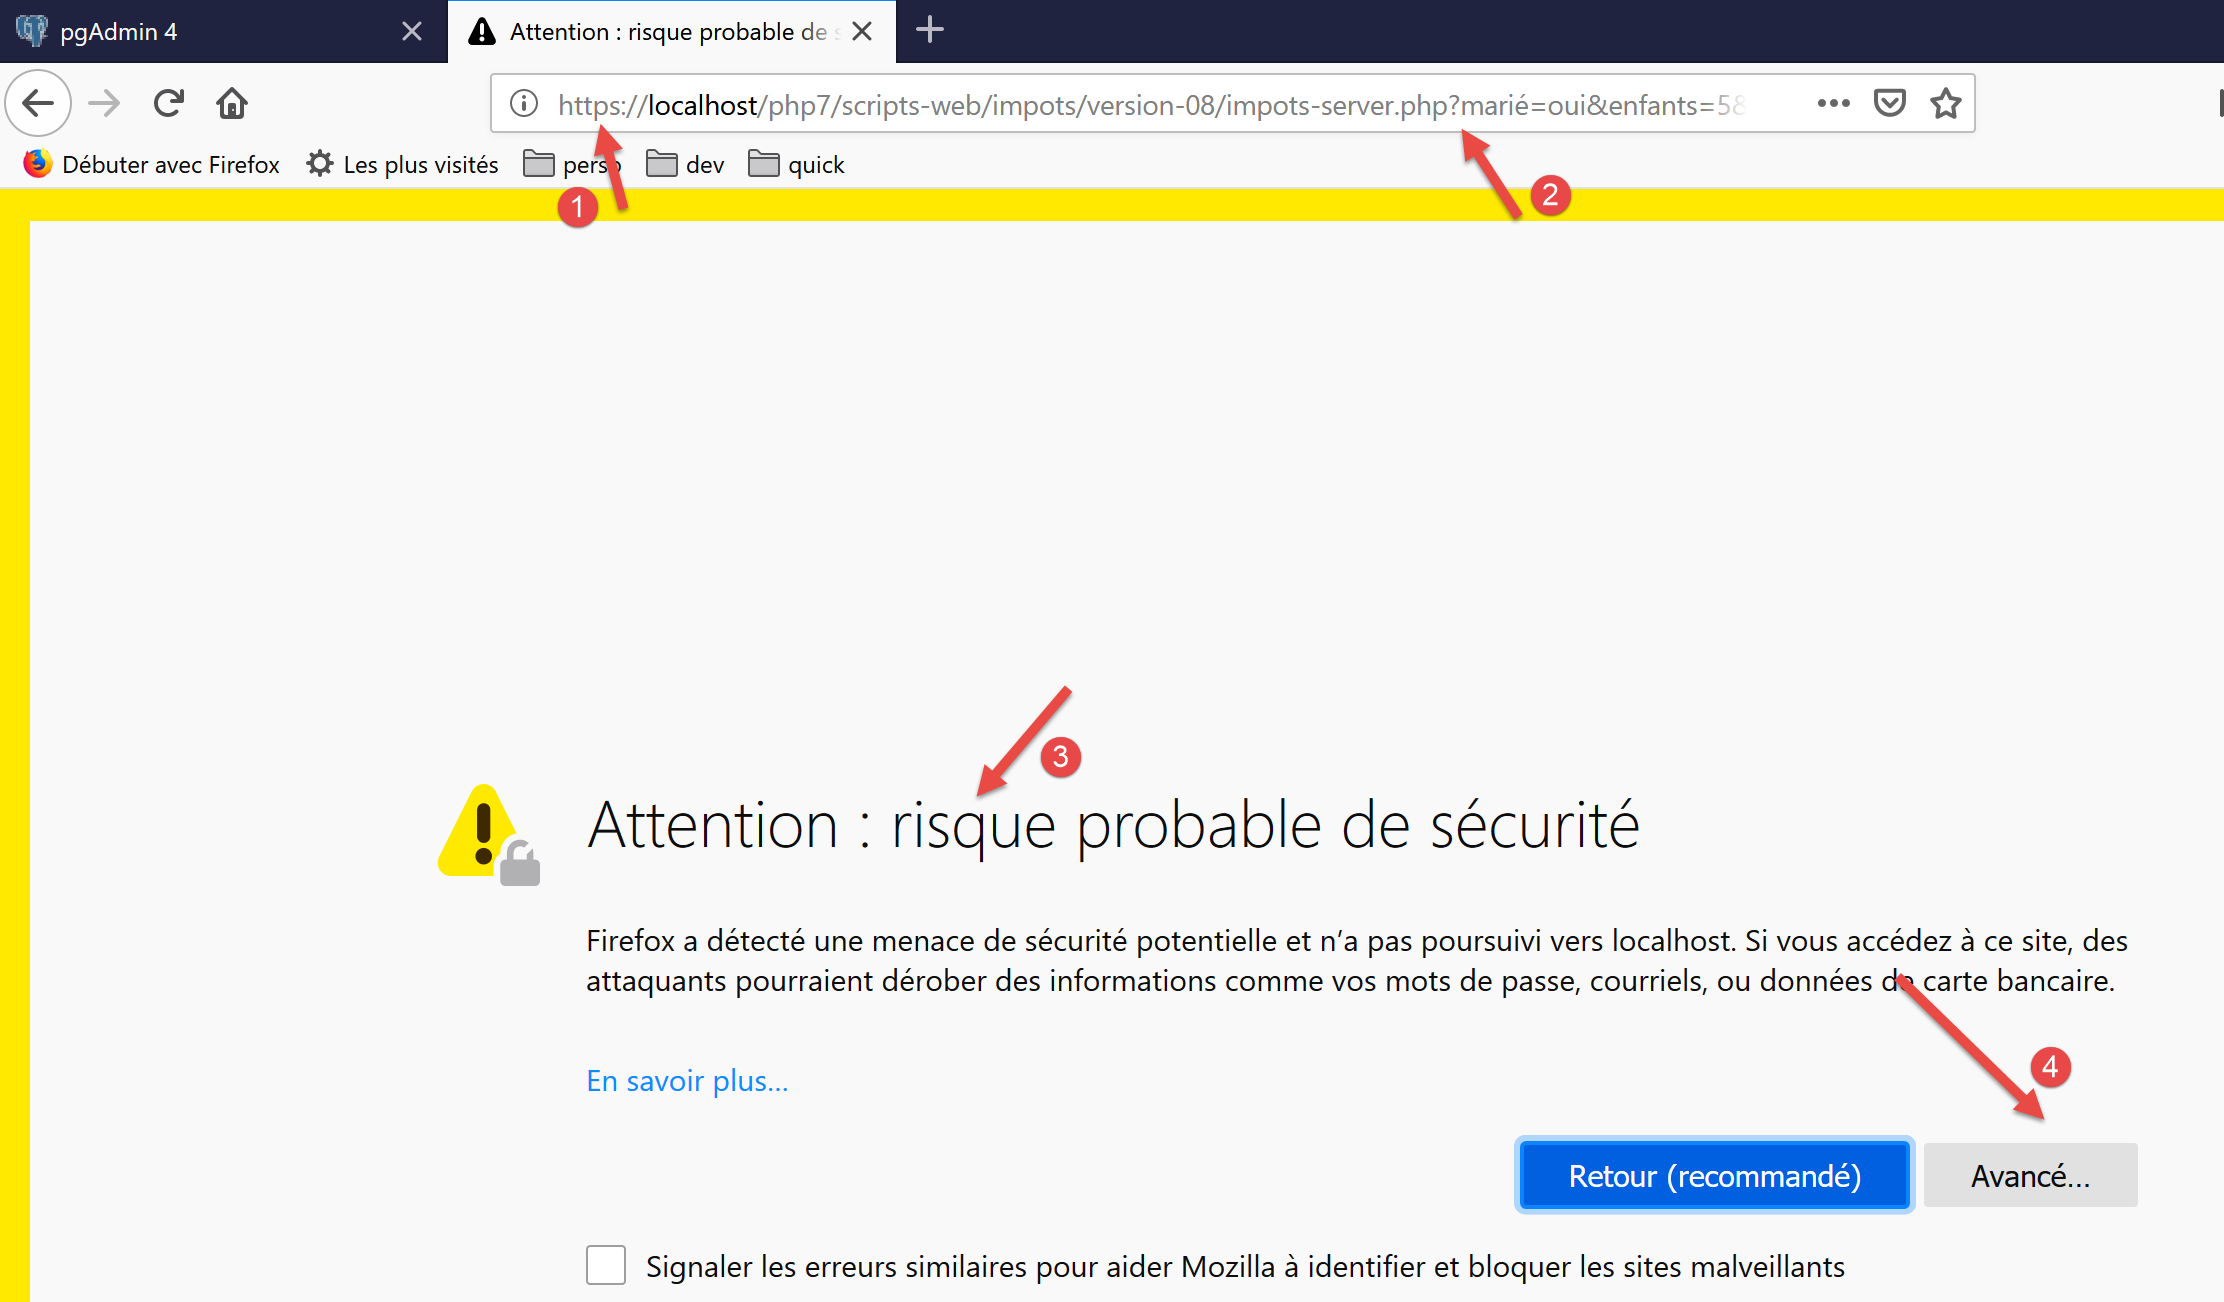 pgAdmin 4
Attention : risque probable de
https://localhost/php7/scripts-web/impots/version-08/impots-server.php?marié=oui&enfants=58
Débuter avec Firefox Les plus visités perso dev quick
1
2
3
Attention : risque probable de sécurité
Firefox a détecté une menace de sécurité potentielle et n’a pas poursuivi vers localhost. Si vous accédez à ce site, des
attaquants pourraient dérober des informations comme vos mots de passe, courriels, ou données de carte bancaire.
4
En savoir plus…
Retour (recommandé) Avancé…
Signaler les erreurs similaires pour aider Mozilla à identifier et bloquer les sites malveillants